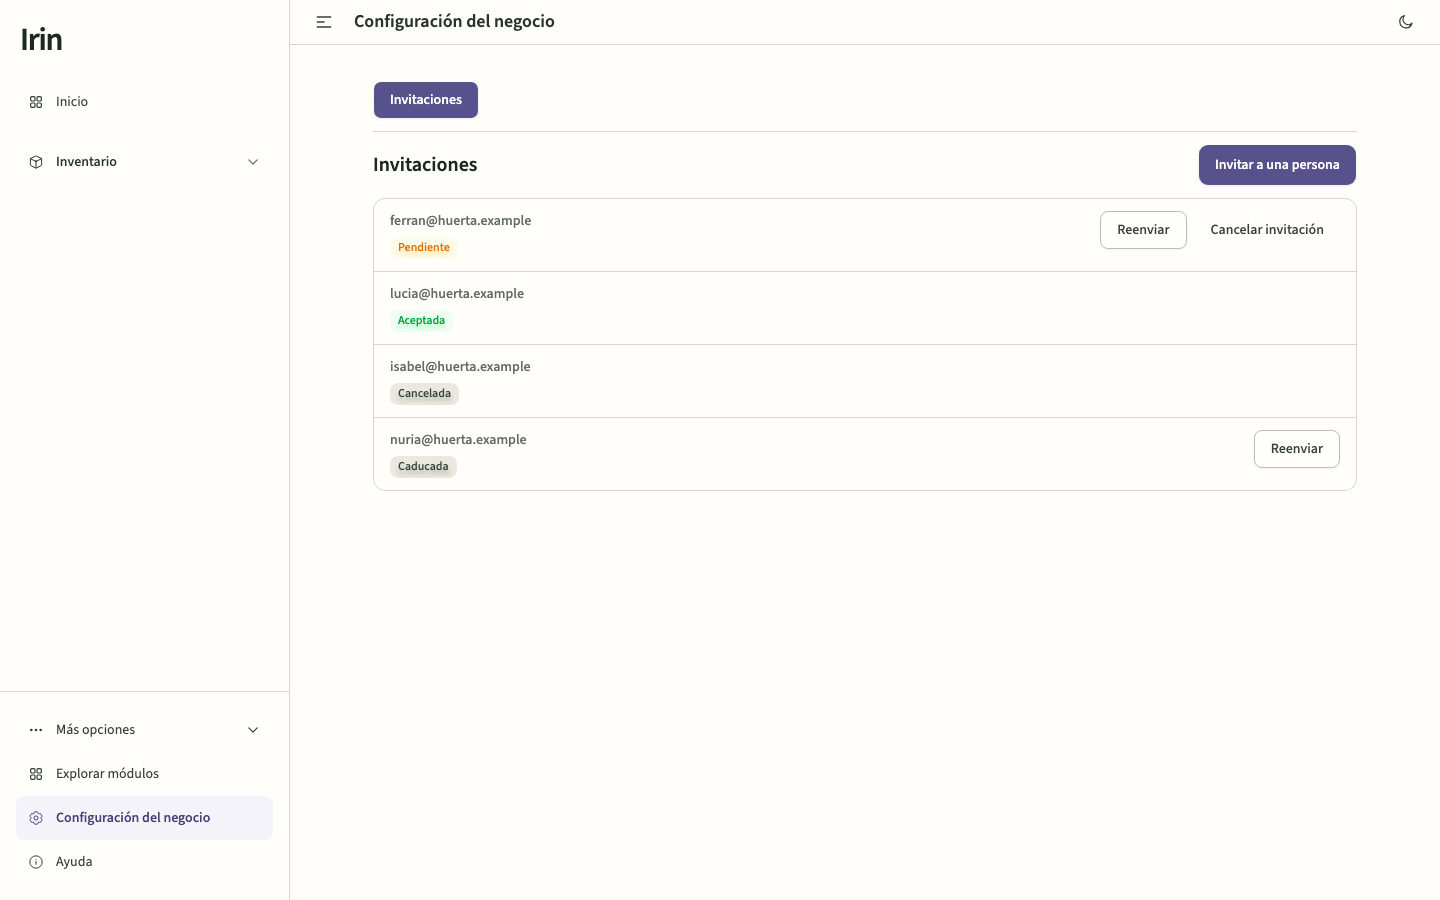 Irin
Inicio
Inventario
Más opciones
Explorar módulos
Configuración del negocio
Ayuda
Configuración del negocio
Invitaciones
Invitaciones
Invitar a una persona
ferran@huerta.example
Pendiente
Reenviar
Cancelar invitación
lucia@huerta.example
Aceptada
isabel@huerta.example
Cancelada
nuria@huerta.example
Caducada
Reenviar